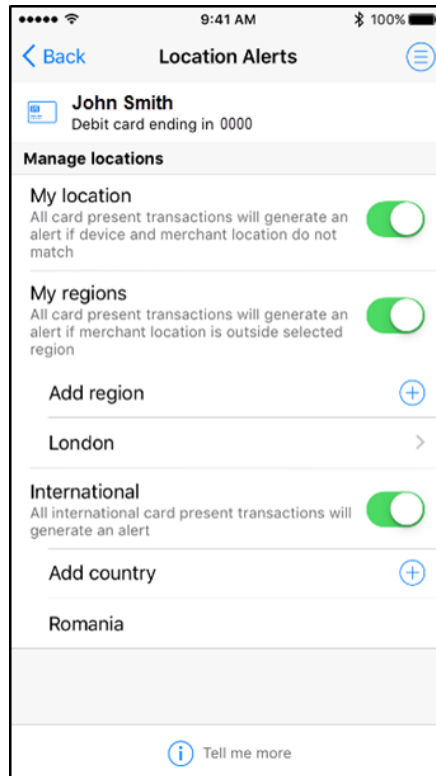 9:41 AM
100%
Back
Location Alerts
John Smith
Debit card ending in 0000
Manage locations
My location
All card present transactions will generate an
alert if device and merchant location do not
match
My regions
All card present transactions will generate an
alert if merchant location is outside selected
region
Add region
London
International
All international card present transactions will
generate an alert
Add country
Romania
Tell me more